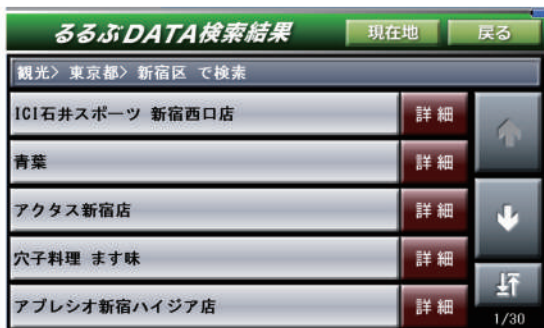 るるぶDATA検索結果 現在地 戻る
観光> 東京都> 新宿区 で検索
ICI石井スポーツ 新宿西口店 詳細
青葉 詳細
アクタス新宿店 詳細
穴子料理 ます味 詳細
アプレシオ新宿ハイジア店 詳細
1/30